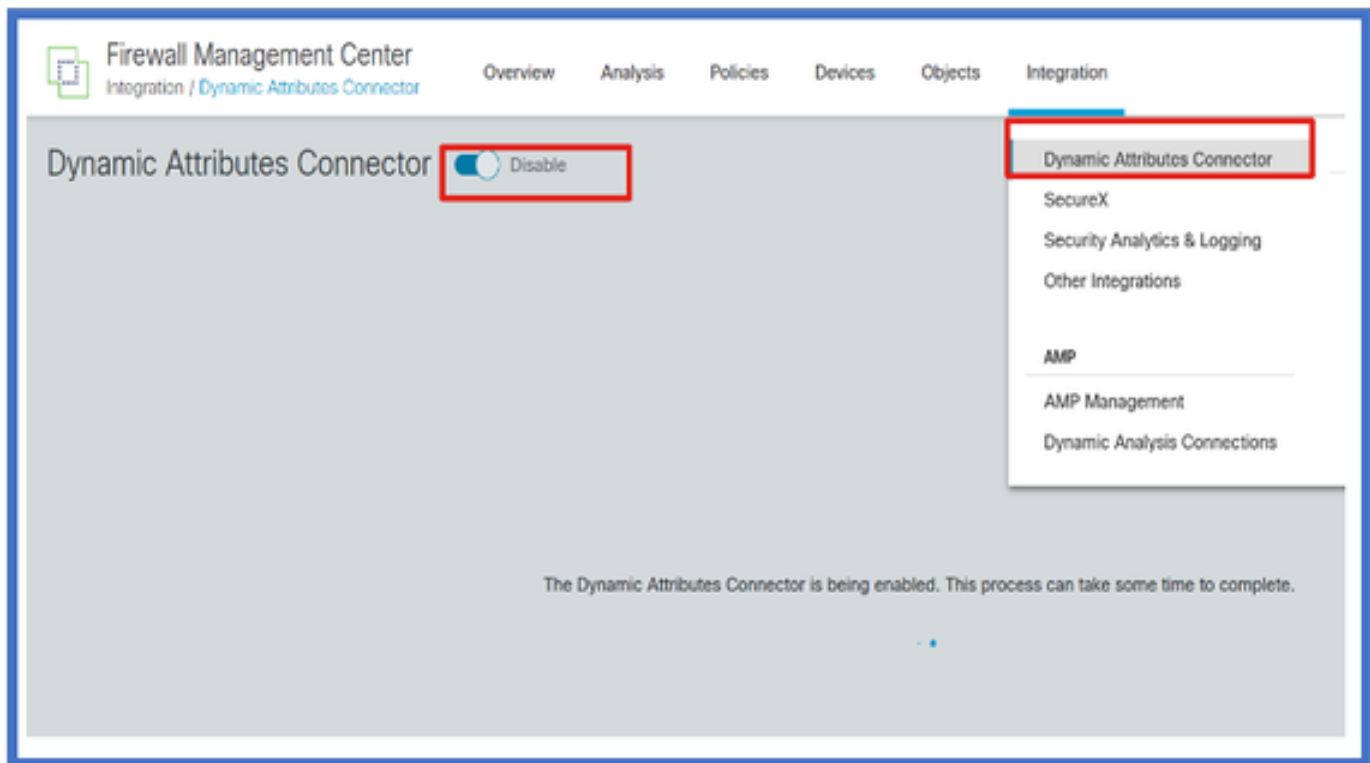 Firewall Management Center
Integration / Dynamic Attributes Connector
Overview Analysis Policies Devices Objects Integration
Dynamic Attributes Connector Disable
Dynamic Attributes Connector
SecureX
Security Analytics & Logging
Other Integrations
AMP
AMP Management
Dynamic Analysis Connections
The Dynamic Attributes Connector is being enabled. This process can take some time to complete.